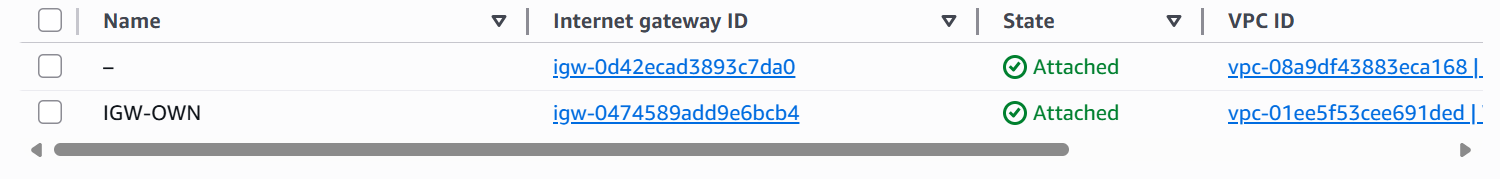 Name Internet gateway ID State VPC ID
– igw-0d42ecad3893c7da0 Attached vpc-08a9df43883eca168 |
IGW-OWN igw-0474589add9e6bcb4 Attached vpc-01ee5f53cee691ded |